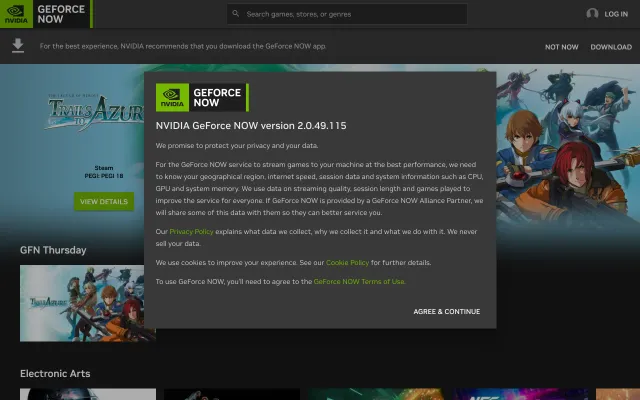 NVIDIA
GEFORCE
NOW
Search games, stores, or genres
LOG IN
For the best experience, NVIDIA recommends that you download the GeForce NOW app.
NOT NOW
DOWNLOAD
Steam
PEGI: PEGI 18
VIEW DETAILS
NVIDIA
GEFORCE
NOW
NVIDIA GeForce NOW version 2.0.49.115
We promise to protect your privacy and your data.
For the GeForce NOW service to stream games to your machine at the best performance, we need
to know your geographical region, internet speed, session data and system information such as CPU,
GPU and system memory. We use data on streaming quality, session length and games played to
improve the service for everyone. If GeForce NOW is provided by a GeForce NOW Alliance Partner, we
will share some of this data with them so they can better service you.
Our Privacy Policy explains what data we collect, why we collect it and what we do with it. We never
sell your data.
We use cookies to improve your experience. See our Cookie Policy for further details.
To use GeForce NOW, you'll need to agree to the GeForce NOW Terms of Use.
AGREE & CONTINUE
GFN Thursday
Electronic Arts